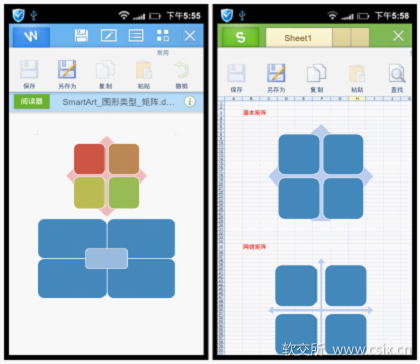 下午5:55
W
常用
保存 另存为 复制 粘贴 撤销
阅读器 SmartArt_图形类型_矩阵.d...
下午5:58
S Sheet1
保存 另存为 复制 粘贴 查找
基本矩阵
网格矩阵
软交所 www.csix.cn